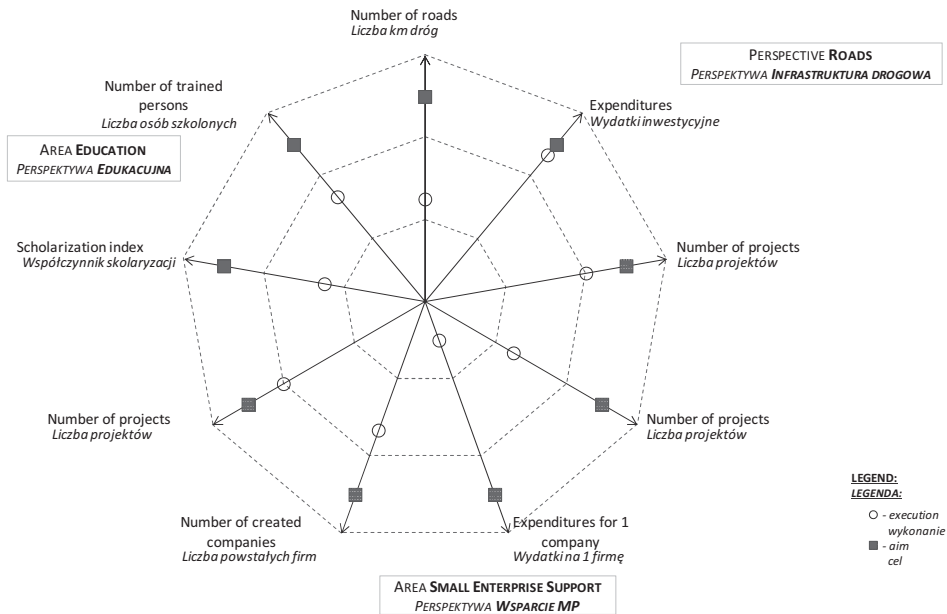 Number of roads
Liczba km dróg
PERSPECTIVE ROADS
PERSPEKTYWA INFRASTRUKTURA DROGOWA
Number of trained
persons
Liczba osób szkolonych
Expenditures
Wydatki inwestycyjne
AREA EDUCATION
PERSPEKTYWA EDUKACUJNA
Scholarization index
Współczynnik skolaryzacji
Number of projects
Liczba projektów
Number of projects
Liczba projektów
Number of projects
Liczba projektów
Number of created
companies
Liczba powstałych firm
Expenditures for 1
company
Wydatki na 1 firmę
AREA SMALL ENTERPRISE SUPPORT
PERSPEKTYWA WSPARCIE MP
LEGEND:
LEGENDA:
- execution
wykonanie
- aim
cel